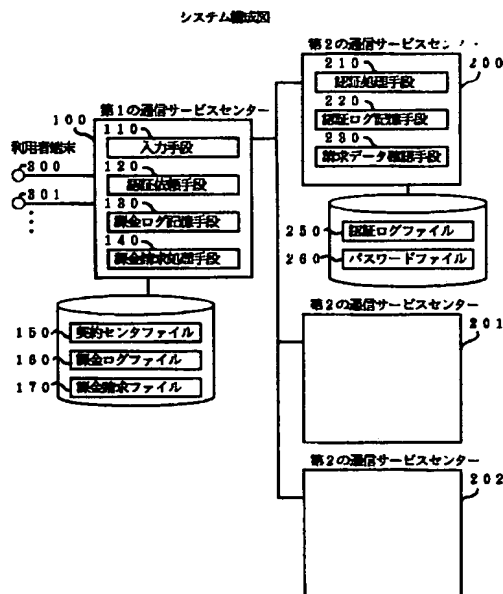 システム構成図
利用者端末
300
301
第1の通信サービスセンター
100
110
入力手段
120
認証依頼手段
130
課金ログ記憶手段
140
課金請求処理手段
150
契約センタファイル
160
課金ログファイル
170
課金請求ファイル
第2の通信サービスセンター
200
210
認証処理手段
220
認証ログ記憶手段
230
請求データ確認手段
250
認証ログファイル
260
パスワードファイル
第2の通信サービスセンター
201
第2の通信サービスセンター
202